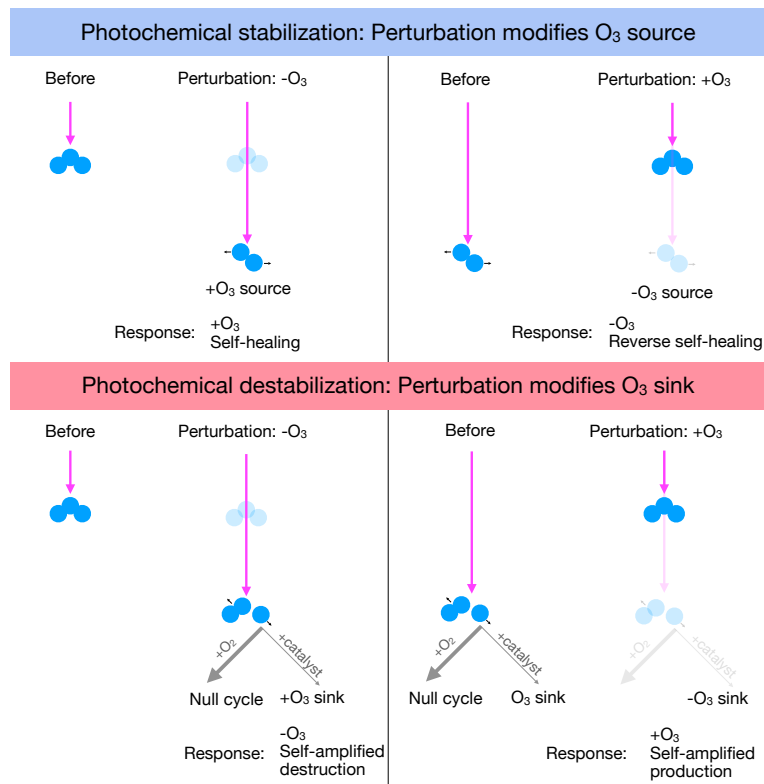 Photochemical stabilization: Perturbation modifies O₃ source
Before
Perturbation: -O₃
+O₃ source
Response:
+O₃
Self-healing
Before
Perturbation: +O₃
-O₃ source
Response:
-O₃
Reverse self-healing
Photochemical destabilization: Perturbation modifies O₃ sink
Before
Perturbation: -O₃
+O₂
+catalyst
Null cycle
+O₃ sink
Response:
-O₃
Self-amplified
destruction
Before
Perturbation: +O₃
+O₂
+catalyst
Null cycle
O₃ sink
+O₂
+catalyst
-O₃ sink
Response:
+O₃
Self-amplified
production